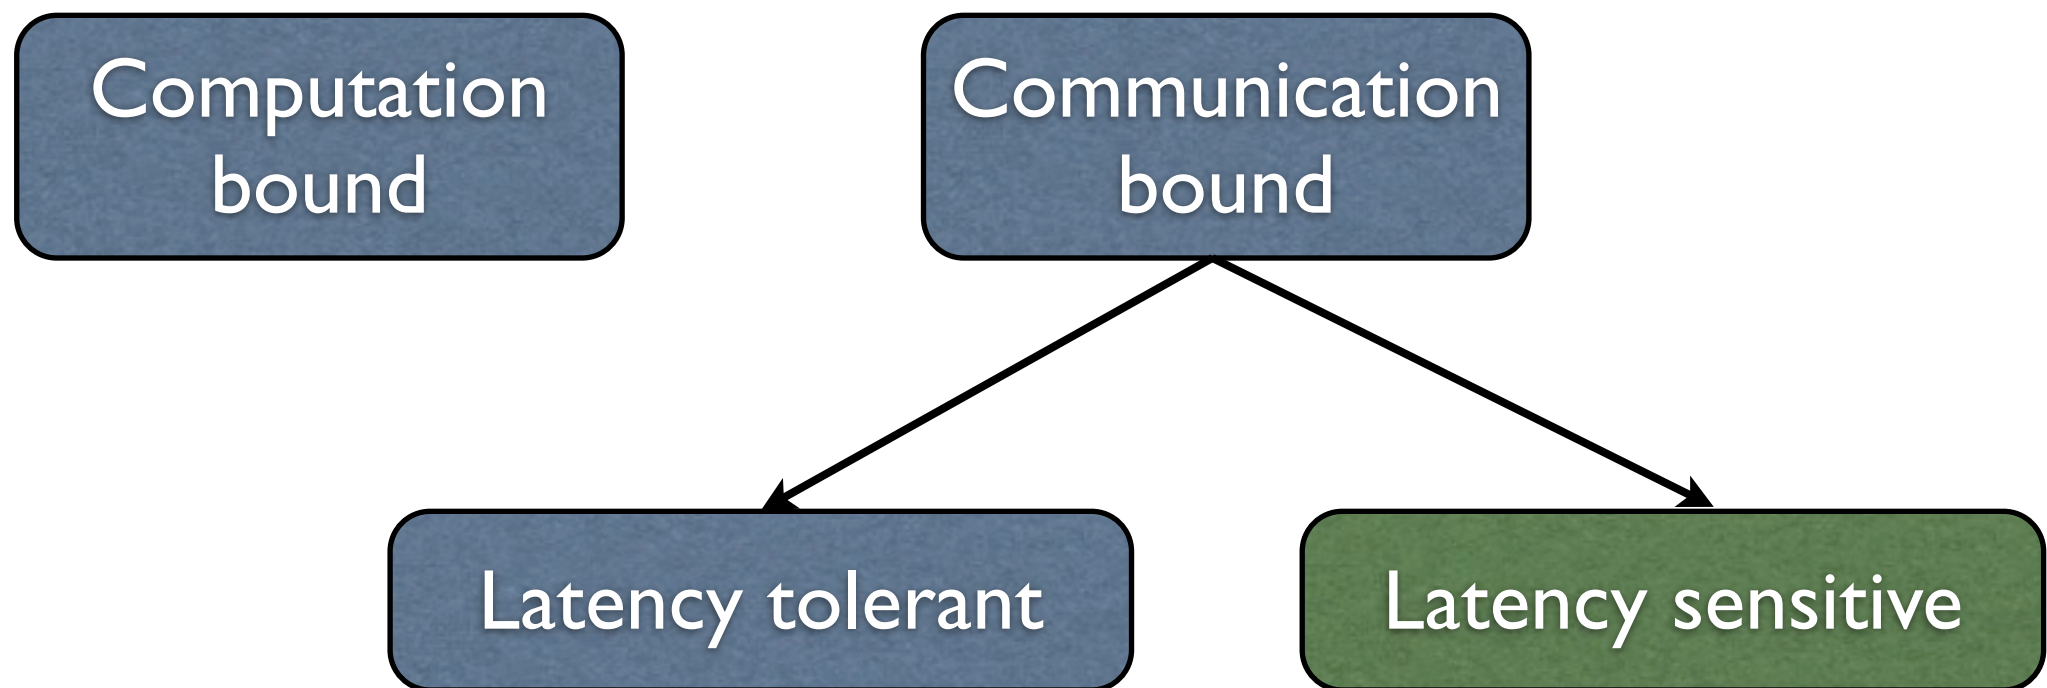 Computation
bound
Communication
bound
Latency tolerant
Latency sensitive